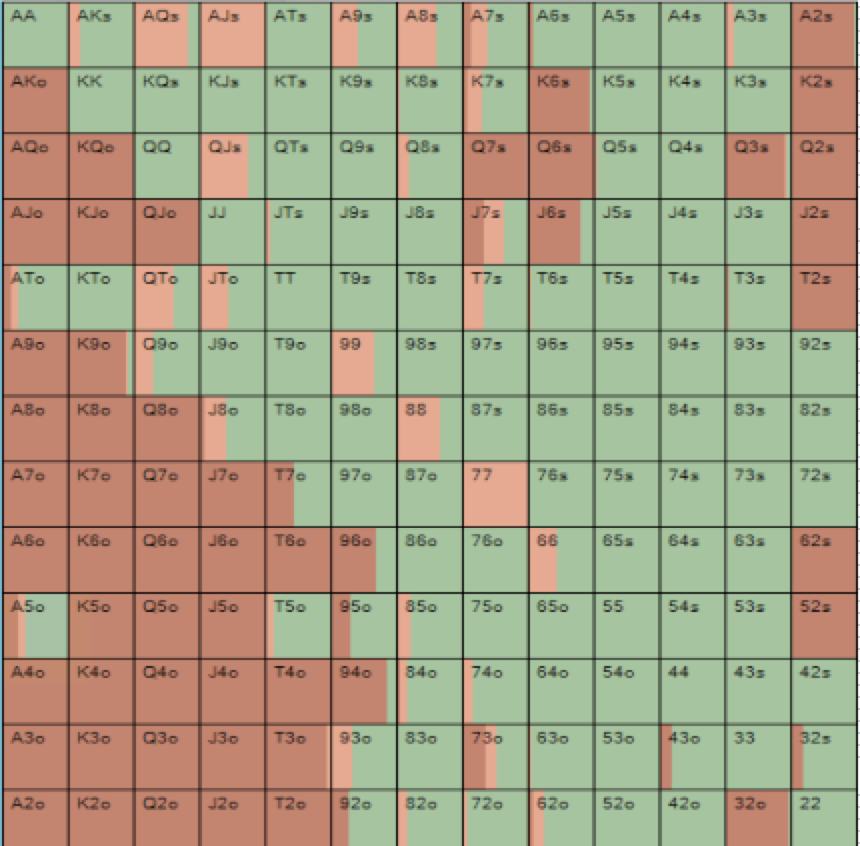 AA AKs AQs AJs ATs A9s A8s A7s A6s A5s A4s A3s A2s
AKo KK KQs KJs KTs K9s K8s K7s K6s K5s K4s K3s K2s
AQo KQo QQ QJs QTs Q9s Q8s Q7s Q6s Q5s Q4s Q3s Q2s
AJo KJo QJo JJ JTs J9s J8s J7s J6s J5s J4s J3s J2s
ATo KTo QTo JTo TT T9s T8s T7s T6s T5s T4s T3s T2s
A9o K9o Q9o J9o T9o 99 98s 97s 96s 95s 94s 93s 92s
A8o K8o Q8o J8o T8o 98o 88 87s 86s 85s 84s 83s 82s
A7o K7o Q7o J7o T7o 97o 87o 77 76s 75s 74s 73s 72s
A6o K6o Q6o J6o T6o 96o 86o 76o 66 65s 64s 63s 62s
A5o K5o Q5o J5o T5o 95o 85o 75o 65o 55 54s 53s 52s
A4o K4o Q4o J4o T4o 94o 84o 74o 64o 54o 44 43s 42s
A3o K3o Q3o J3o T3o 93o 83o 73o 63o 53o 43o 33 32s
A2o K2o Q2o J2o T2o 92o 82o 72o 62o 52o 42o 32o 22